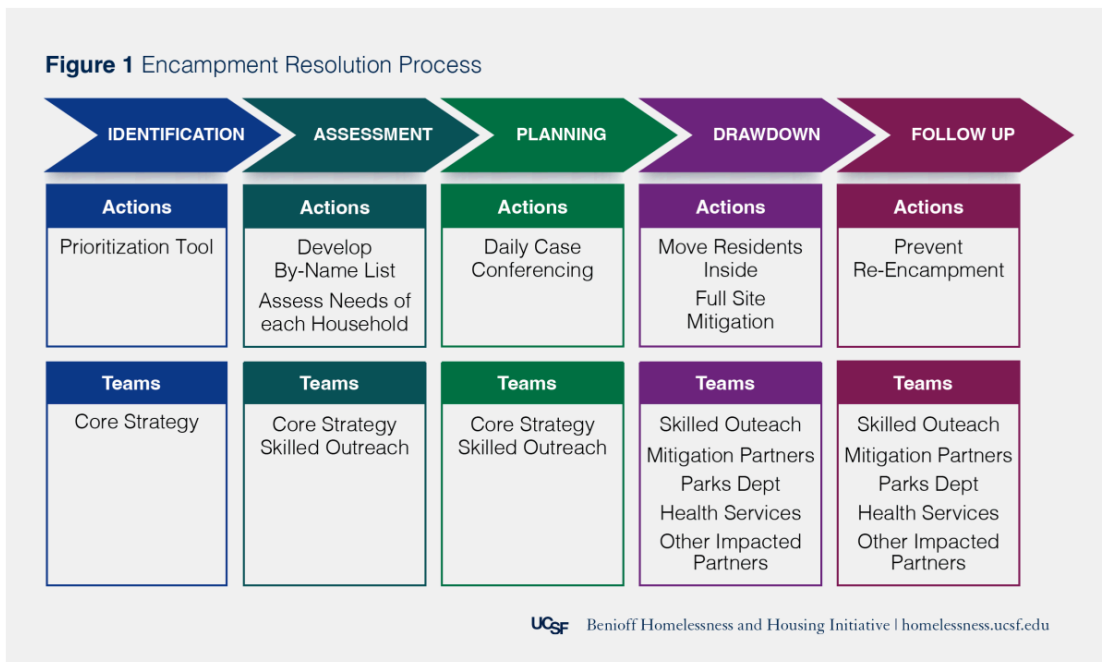 Figure 1 Encampment Resolution Process
IDENTIFICATION
ASSESSMENT
PLANNING
DRAWDOWN
FOLLOW UP
Actions
Prioritization Tool
Actions
Develop
By-Name List
Assess Needs of
each Household
Actions
Daily Case
Conferencing
Actions
Move Residents
Inside
Full Site
Mitigation
Actions
Prevent
Re-Encampment
Teams
Core Strategy
Teams
Core Strategy
Skilled Outreach
Teams
Core Strategy
Skilled Outreach
Teams
Skilled Outeach
Mitigation Partners
Parks Dept
Health Services
Other Impacted
Partners
Teams
Skilled Outeach
Mitigation Partners
Parks Dept
Health Services
Other Impacted
Partners
UCSF Benioff Homelessness and Housing Initiative | homelessness.ucsf.edu